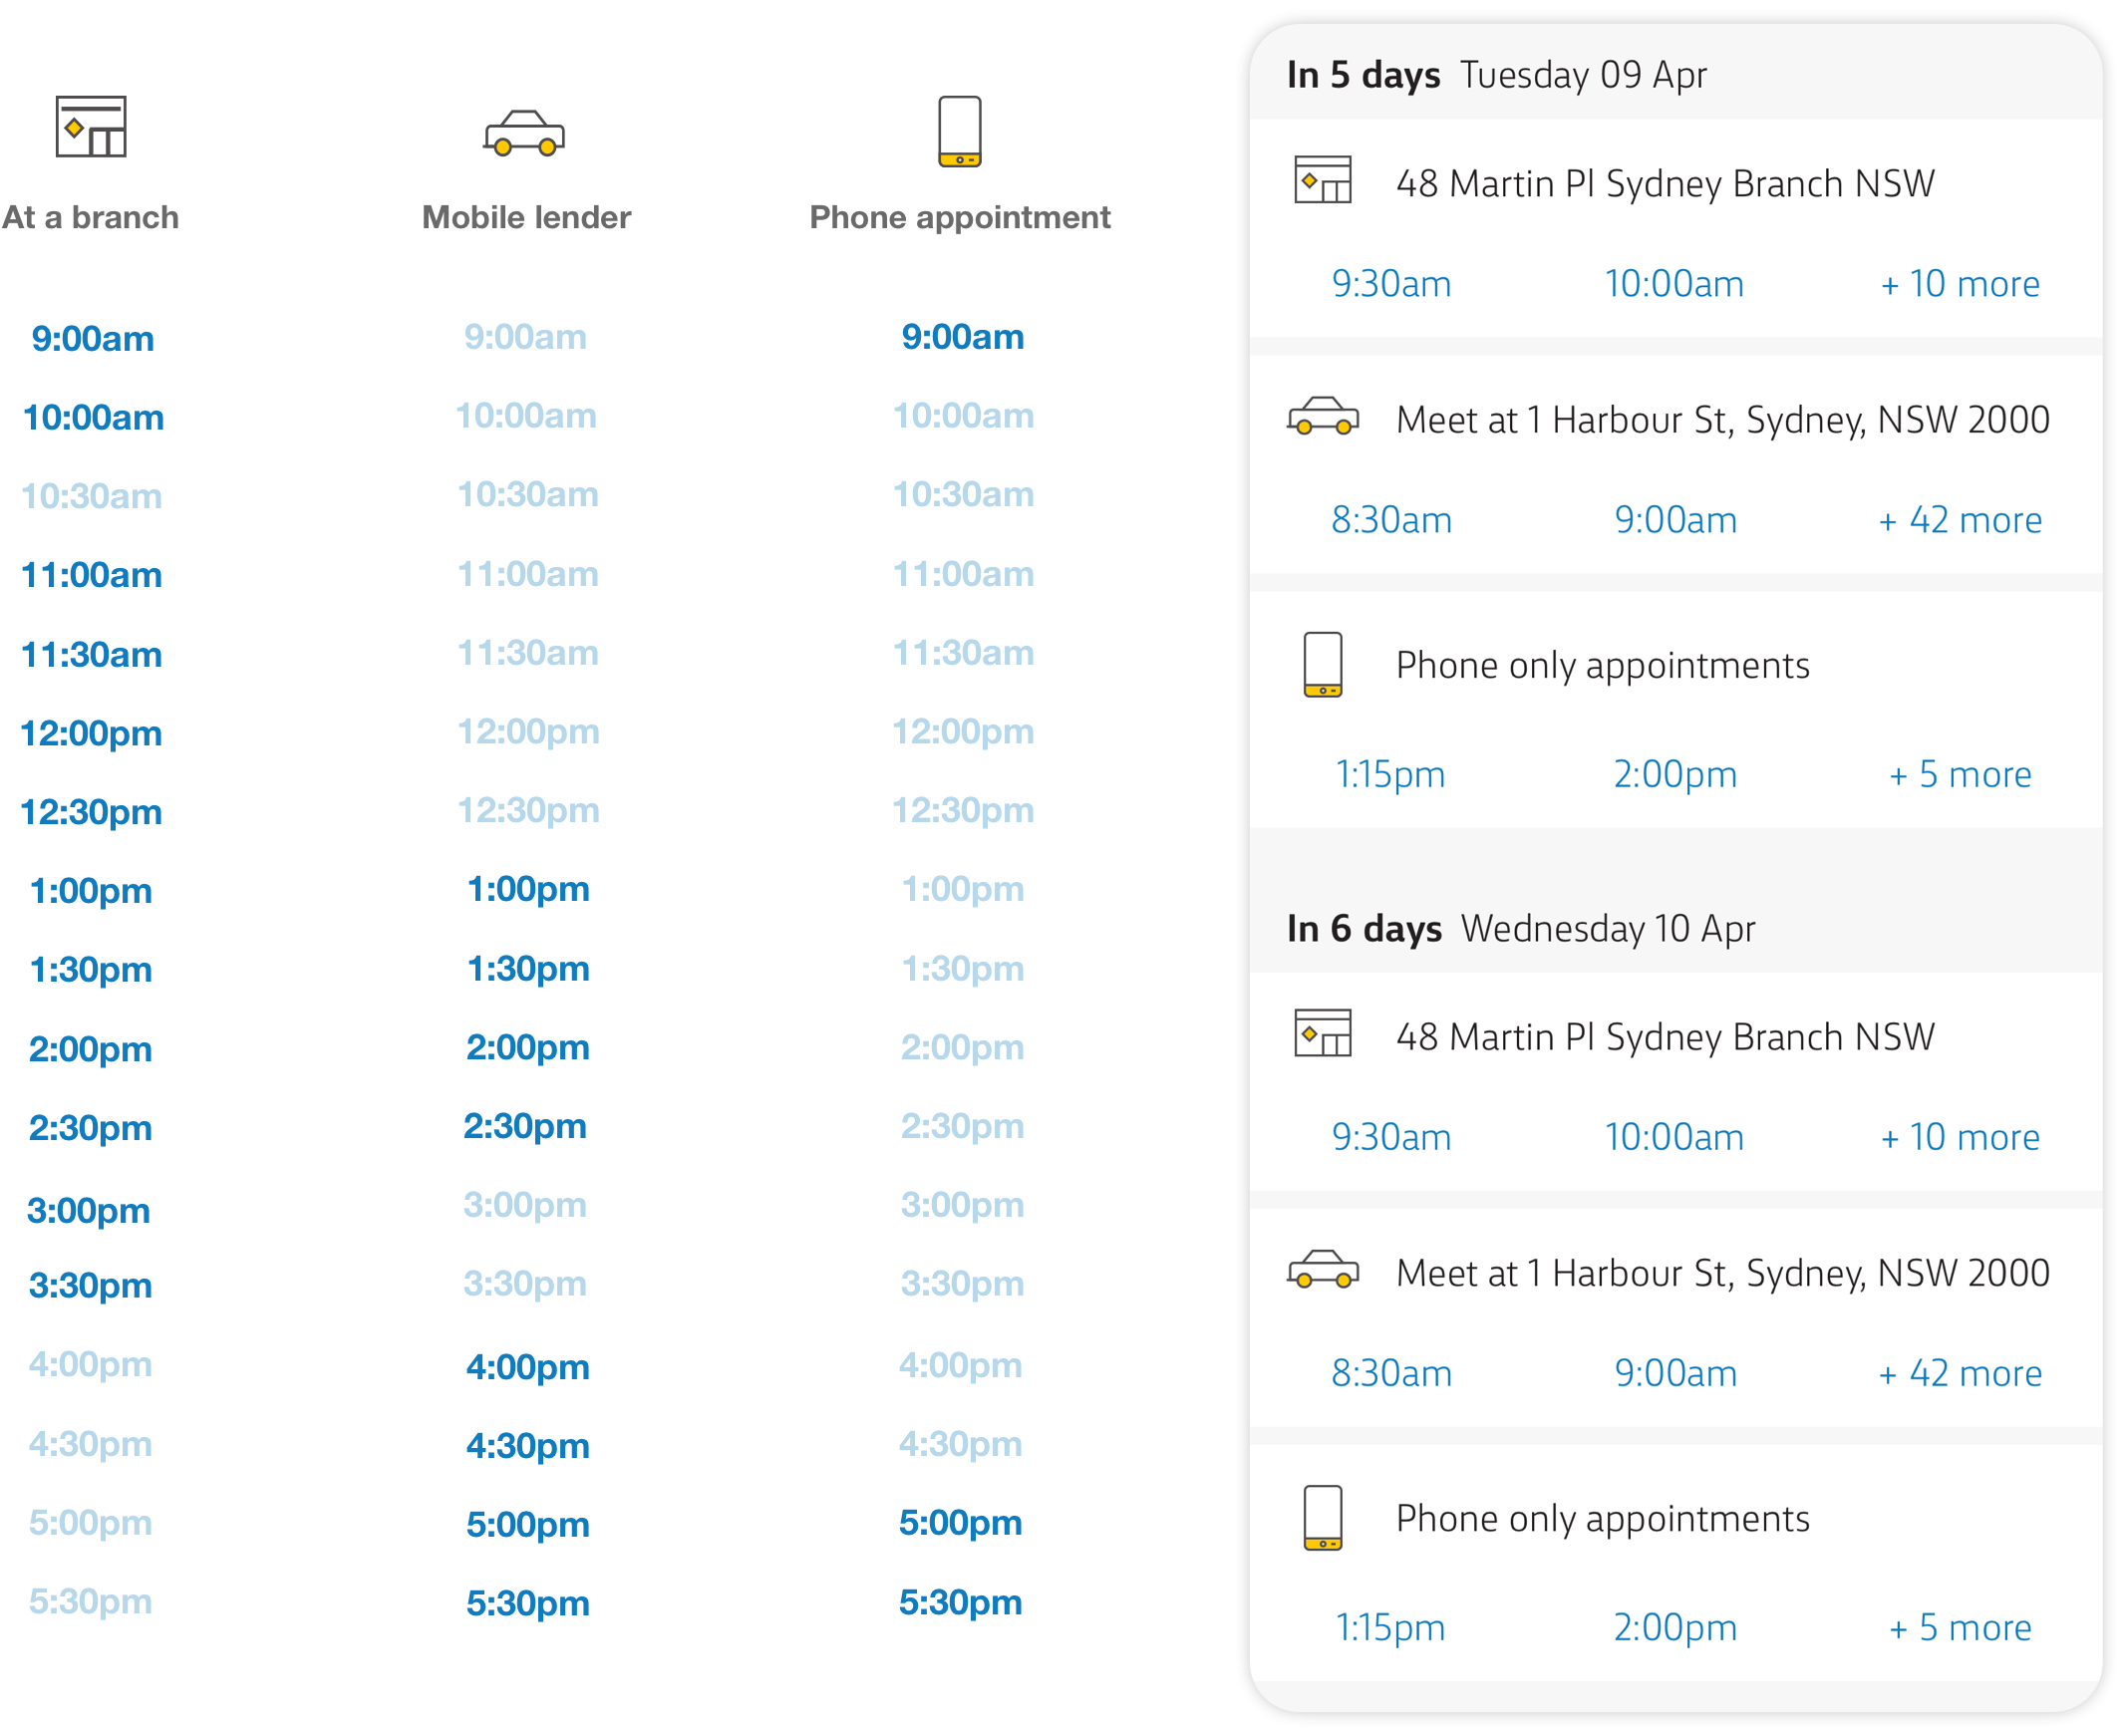 At a branch Mobile lender Phone appointment
9:00am 9:00am 9:00am
10:00am 10:00am 10:00am
10:30am 10:30am 10:30am
11:00am 11:00am 11:00am
11:30am 11:30am 11:30am
12:00pm 12:00pm 12:00pm
12:30pm 12:30pm 12:30pm
1:00pm 1:00pm 1:00pm
1:30pm 1:30pm 1:30pm
2:00pm 2:00pm 2:00pm
2:30pm 2:30pm 2:30pm
3:00pm 3:00pm 3:00pm
3:30pm 3:30pm 3:30pm
4:00pm 4:00pm 4:00pm
4:30pm 4:30pm 4:30pm
5:00pm 5:00pm 5:00pm
5:30pm 5:30pm 5:30pm
In 5 days Tuesday 09 Apr
48 Martin Pl Sydney Branch NSW
9:30am 10:00am + 10 more
Meet at 1 Harbour St, Sydney, NSW 2000
8:30am 9:00am + 42 more
Phone only appointments
1:15pm 2:00pm + 5 more
In 6 days Wednesday 10 Apr
48 Martin Pl Sydney Branch NSW
9:30am 10:00am + 10 more
Meet at 1 Harbour St, Sydney, NSW 2000
8:30am 9:00am + 42 more
Phone only appointments
1:15pm 2:00pm + 5 more